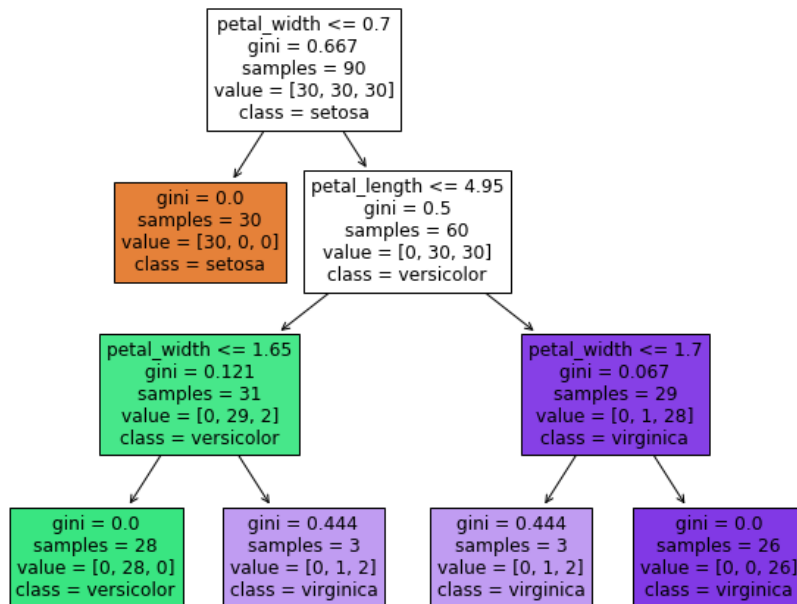 petal_width <= 0.7
gini = 0.667
samples = 90
value = [30, 30, 30]
class = setosa
gini = 0.0
samples = 30
value = [30, 0, 0]
class = setosa
petal_length <= 4.95
gini = 0.5
samples = 60
value = [0, 30, 30]
class = versicolor
petal_width <= 1.65
gini = 0.121
samples = 31
value = [0, 29, 2]
class = versicolor
petal_width <= 1.7
gini = 0.067
samples = 29
value = [0, 1, 28]
class = virginica
gini = 0.0
samples = 28
value = [0, 28, 0]
class = versicolor
gini = 0.444
samples = 3
value = [0, 1, 2]
class = virginica
gini = 0.444
samples = 3
value = [0, 1, 2]
class = virginica
gini = 0.0
samples = 26
value = [0, 0, 26]
class = virginica